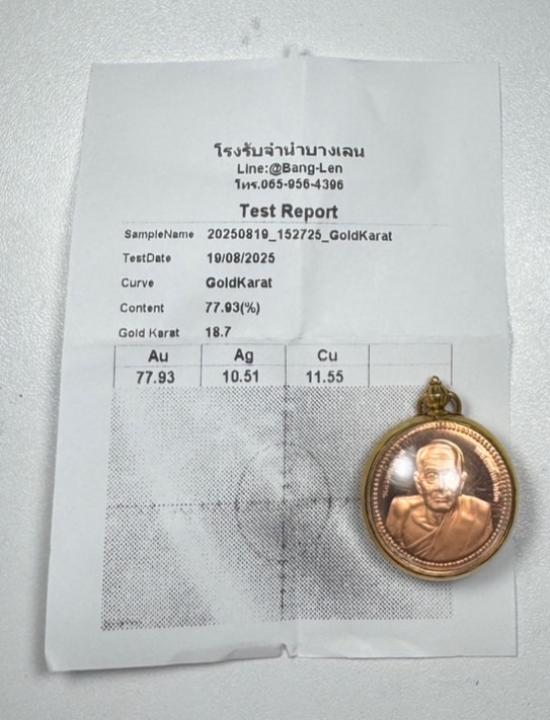 โรงรับจำนำบางเลน
Line:@Bang-Len
โทร.065-956-4396
Test Report
SampleName 20250819_152725_GoldKarat
TestDate 19/08/2025
Curve GoldKarat
Content 77.93(%)
Gold Karat 18.7
Au Ag Cu
77.93 10.51 11.55